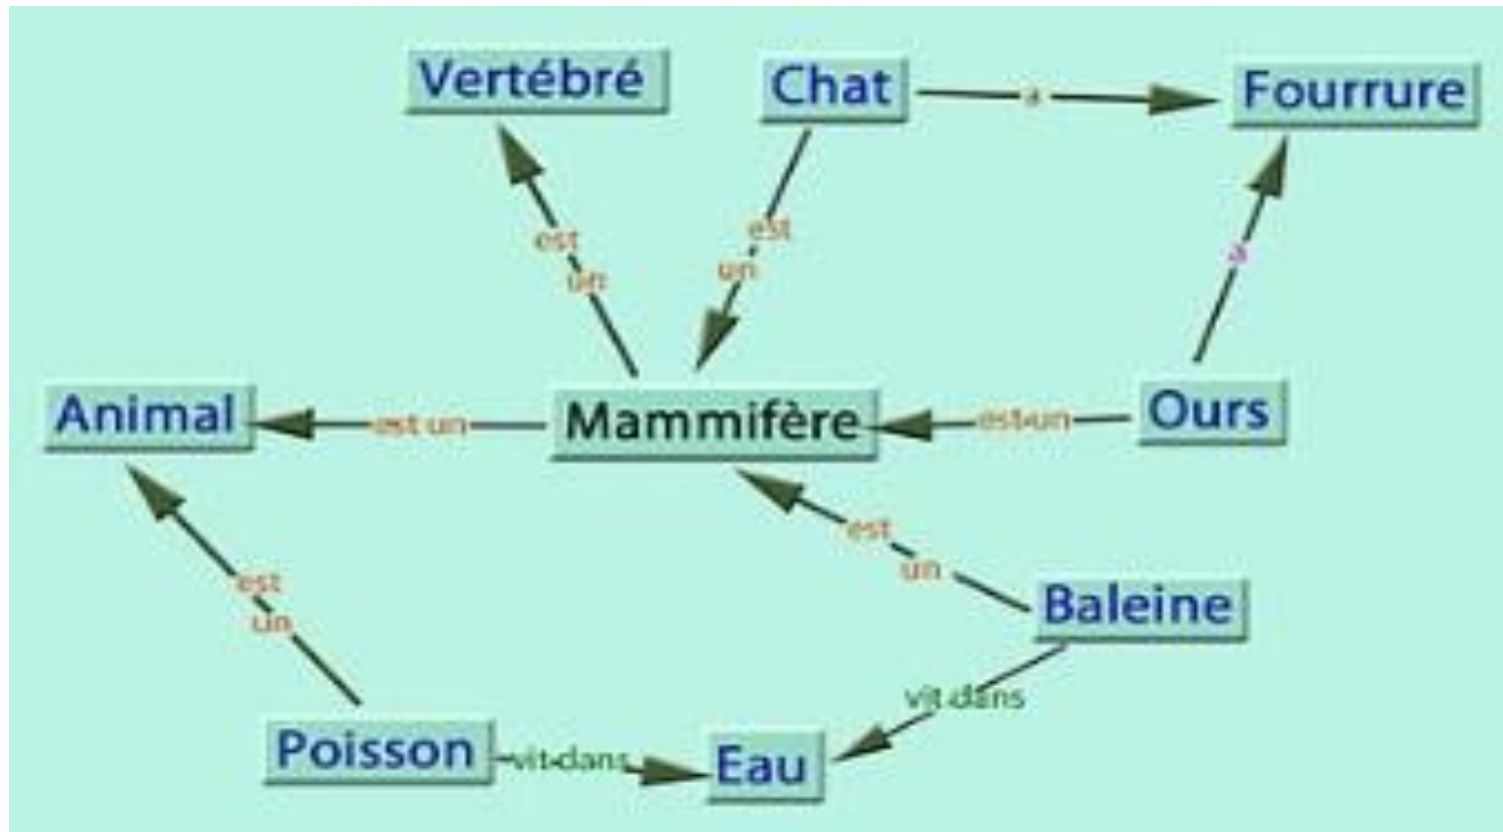 Vertébré
Chat
a
Fourrure
est
un
est
un
a
Animal
est un
Mammifère
est un
Ours
est
un
est
un
Baleine
vit dans
Poisson
vit dans
Eau